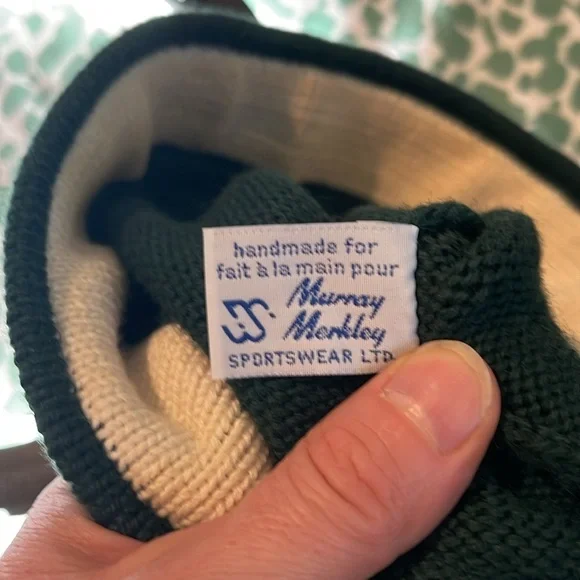 handmade for
fait à la main pour
Murray
Merkley
SPORTSWEAR LTD